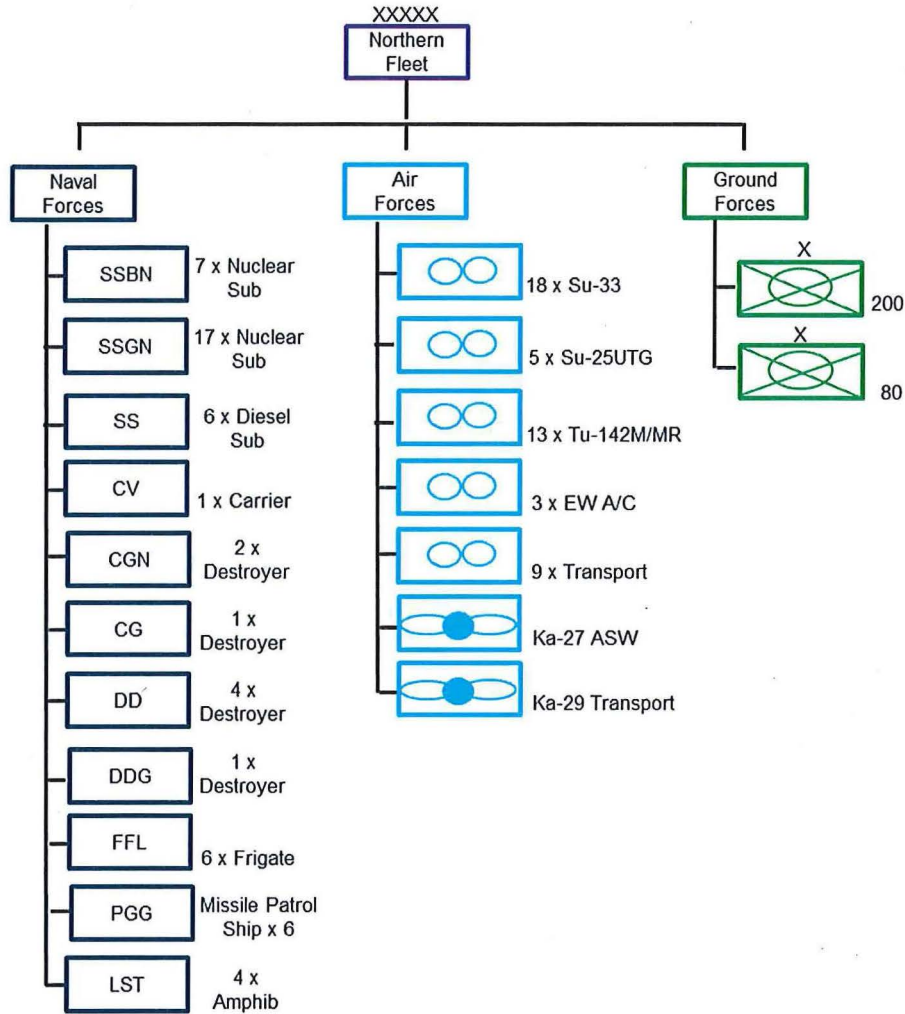 XXXXX
Northern
Fleet
Naval
Forces
SSBN
7 x Nuclear
Sub
SSGN
17 x Nuclear
Sub
SS
6 x Diesel
Sub
CV
1 x Carrier
CGN
2 x
Destroyer
CG
1 x
Destroyer
DD
4 x
Destroyer
DDG
1 x
Destroyer
FFL
6 x Frigate
PGG
Missile Patrol
Ship x 6
LST
4 x
Amphib
Air
Forces
18 x Su-33
5 x Su-25UTG
13 x Tu-142M/MR
3 x EW A/C
9 x Transport
Ka-27 ASW
Ka-29 Transport
Ground
Forces
X
200
X
80